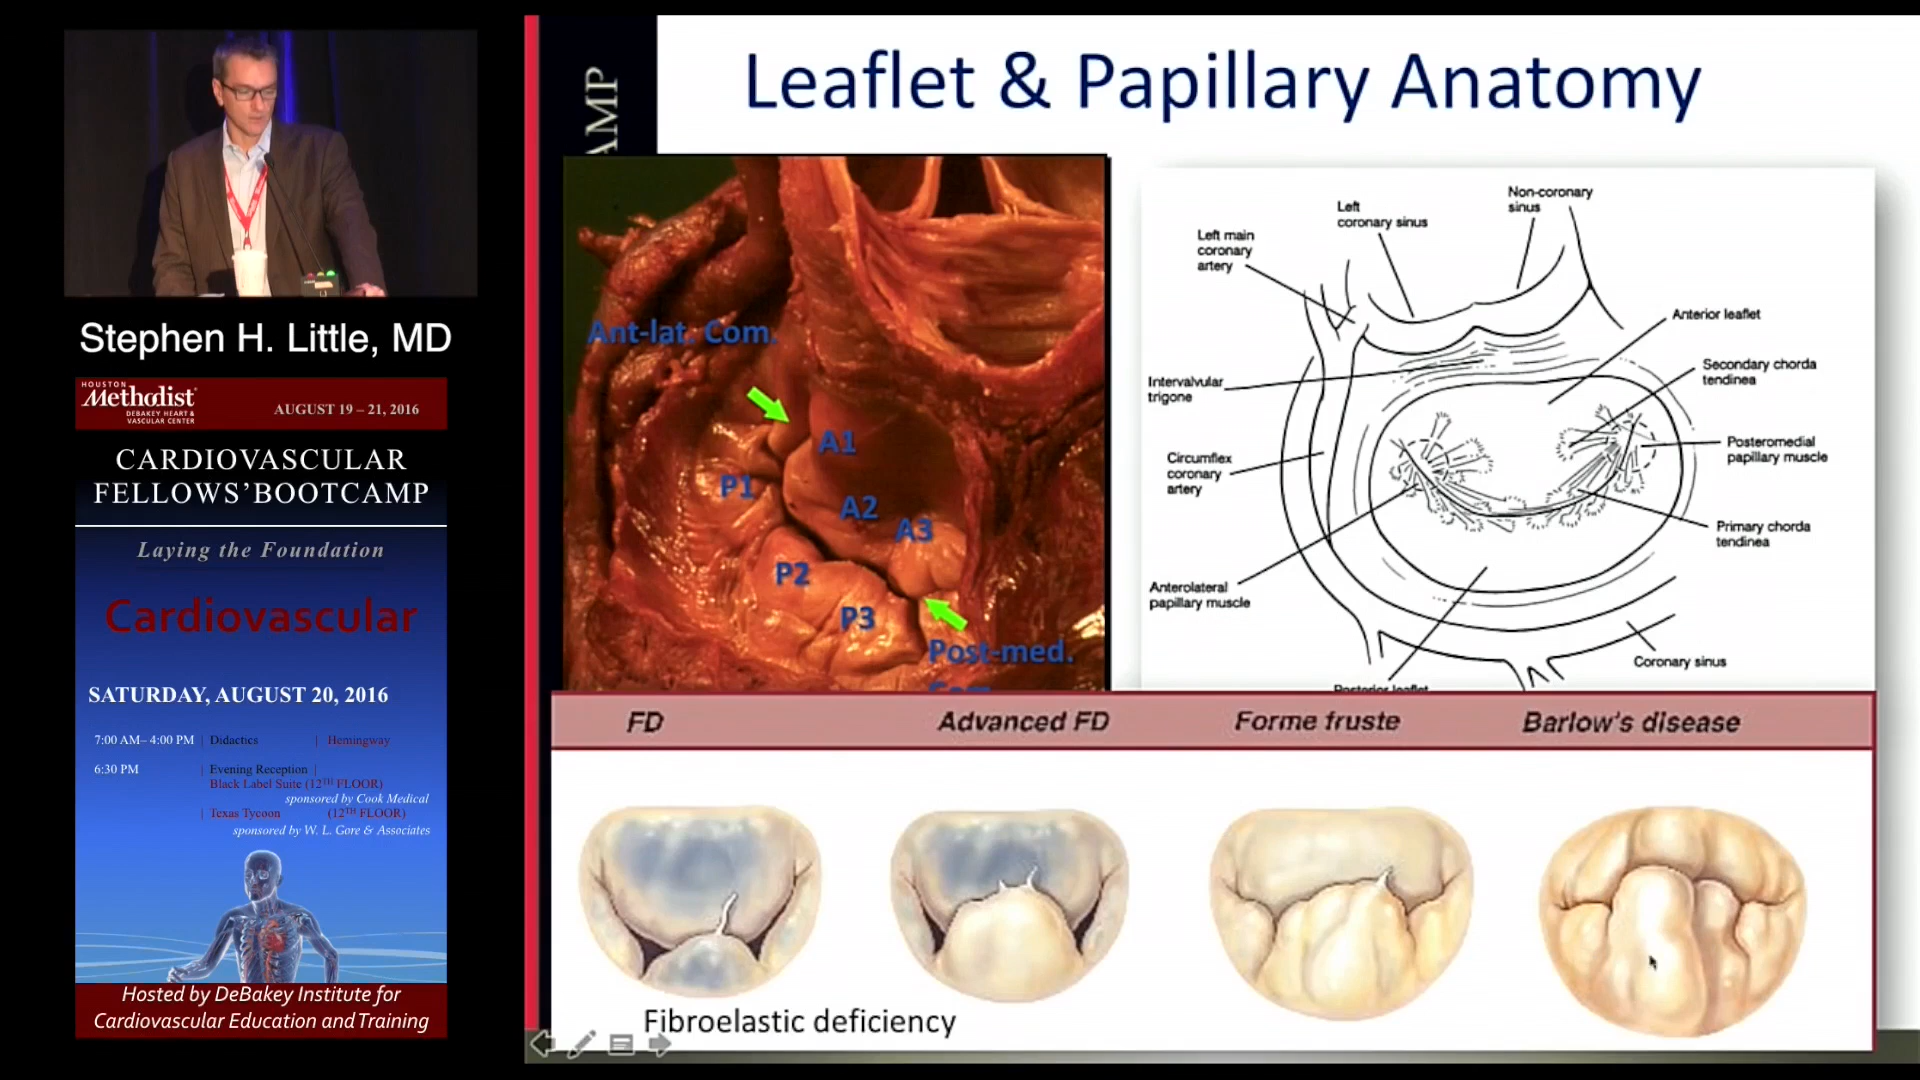 Stephen H. Little, MD
HOUSTON
Methodist
DEBAKEY HEART &
VASCULAR CENTER
AUGUST 19 – 21, 2016
CARDIOVASCULAR
FELLOWS'BOOTCAMP
Laying the Foundation
Cardiovascular
SATURDAY, AUGUST 20, 2016
7:00 AM– 4:00 PM | Didactics | Hemingway
6:30 PM | Evening Reception |
Black Label Suite (12TH FLOOR)
sponsored by Cook Medical
| Texas Tycoon (12TH FLOOR)
sponsored by W. L. Gore & Associates
Hosted by DeBakey Institute for
Cardiovascular Education and Training
AMP
Leaflet & Papillary Anatomy
Ant-lat. Com.
A1
P1
A2
A3
P2
P3
Post-med.
Com.
Non-coronary
sinus
Left
coronary sinus
Left main
coronary
artery
Anterior leaflet
Secondary chorda
tendinea
Intervalvular
trigone
Posteromedial
papillary muscle
Circumflex
coronary
artery
Primary chorda
tendinea
Anterolateral
papillary muscle
Coronary sinus
Posterior leaflet
FD
Advanced FD
Forme fruste
Barlow's disease
Fibroelastic deficiency